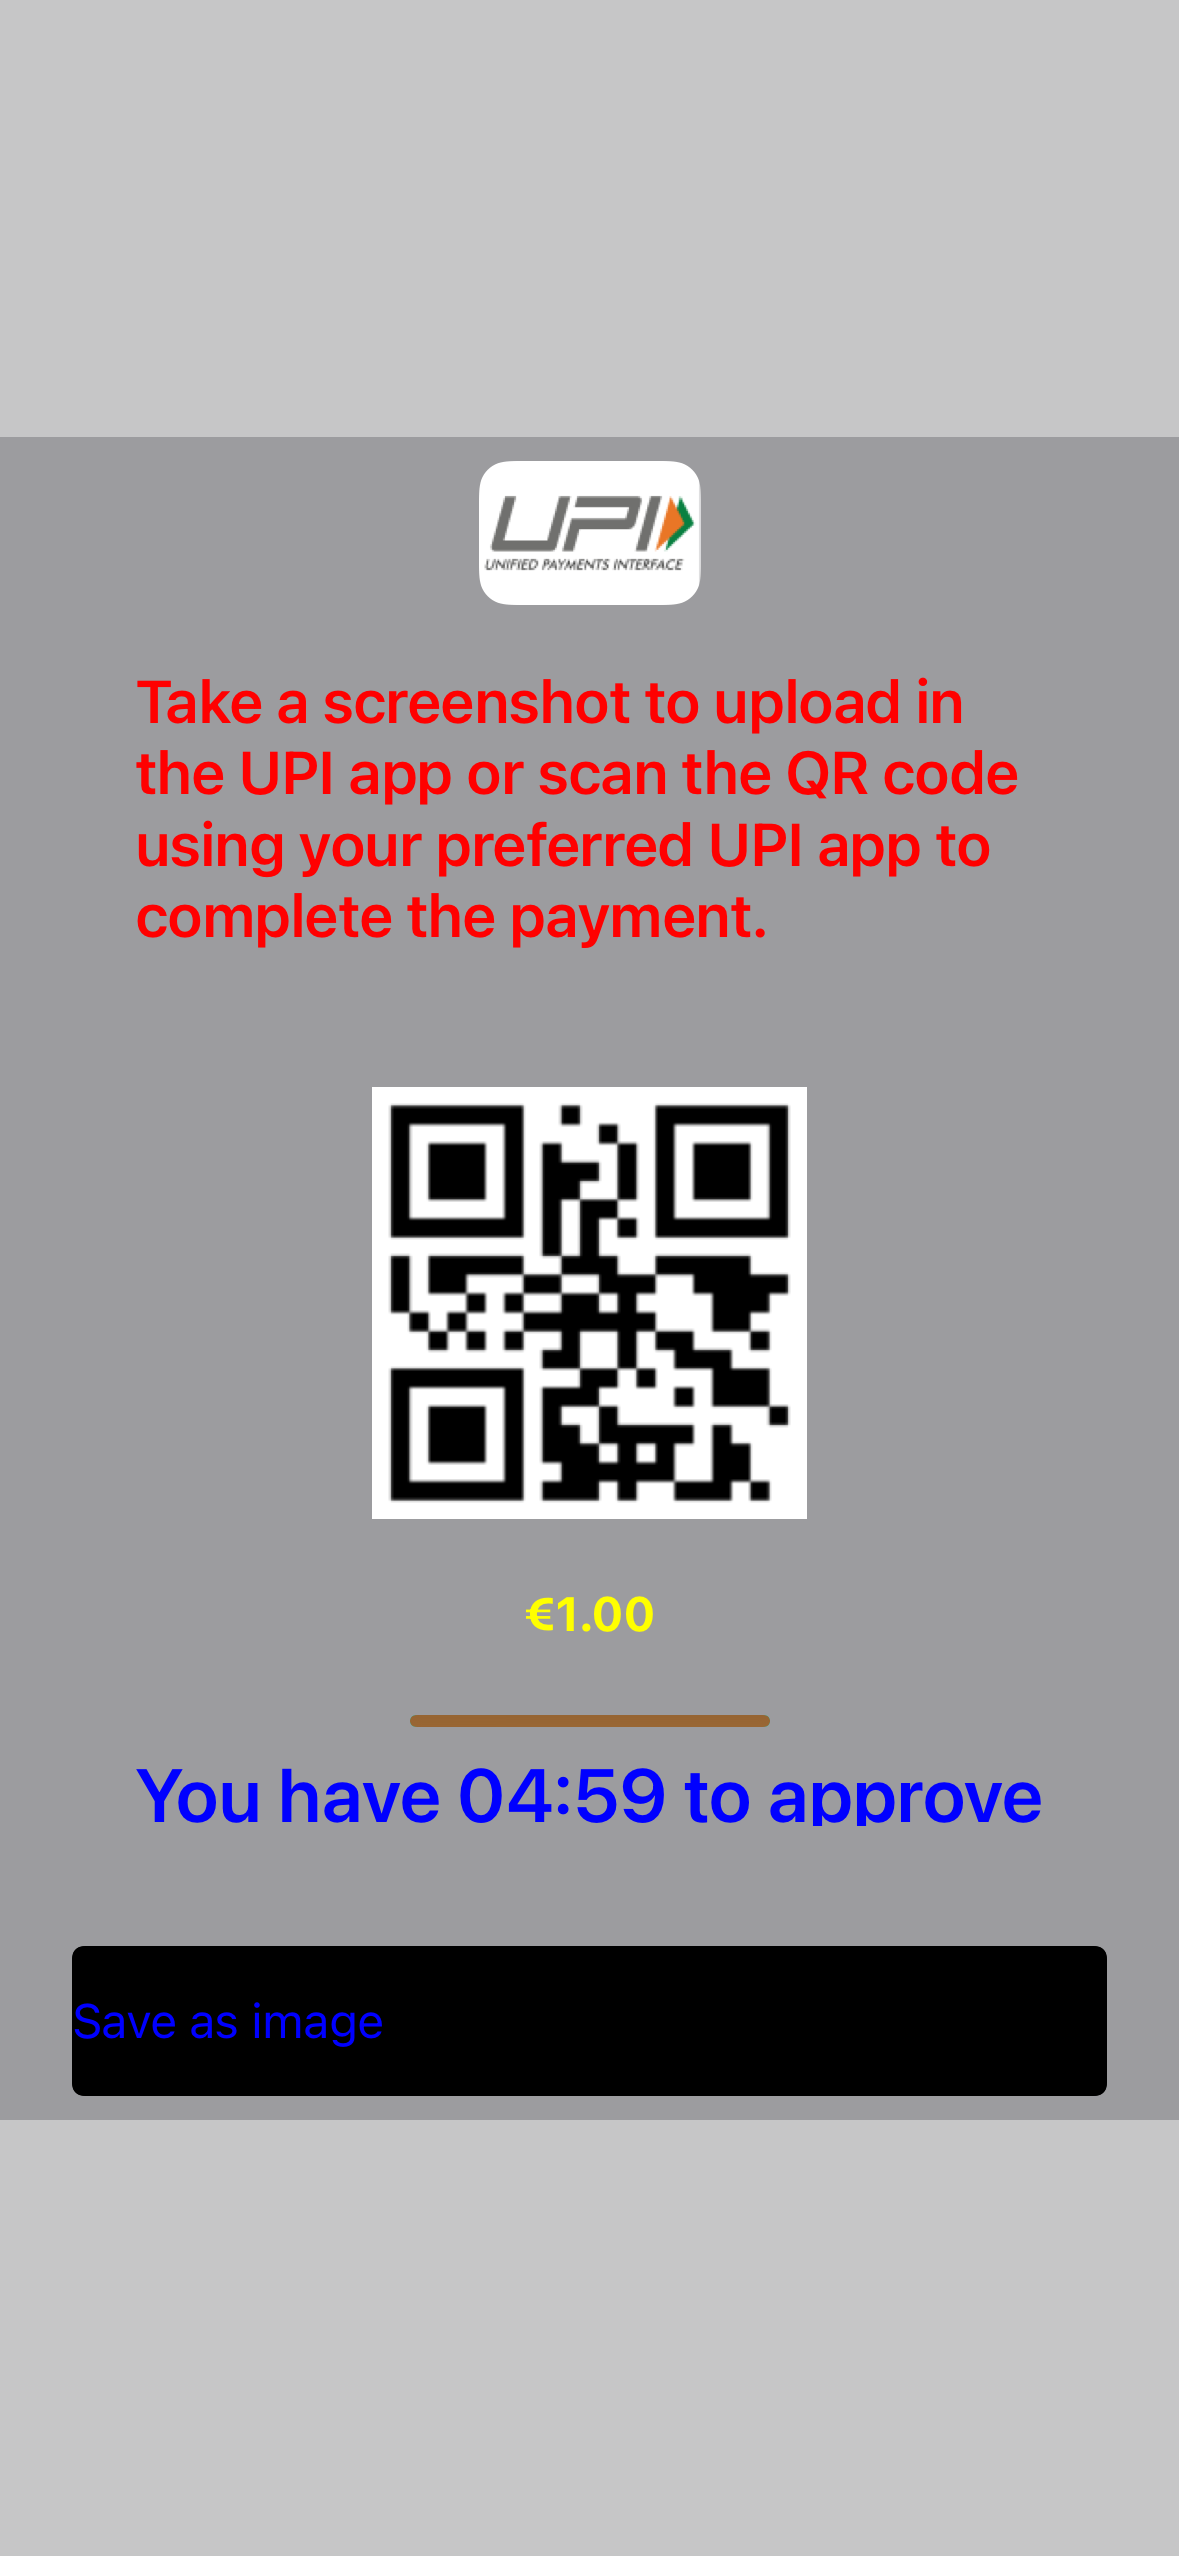 UPI
UNIFIED PAYMENTS INTERFACE
Take a screenshot to upload in
the UPI app or scan the QR code
using your preferred UPI app to
complete the payment.
€1.00
You have 04:59 to approve
Save as image